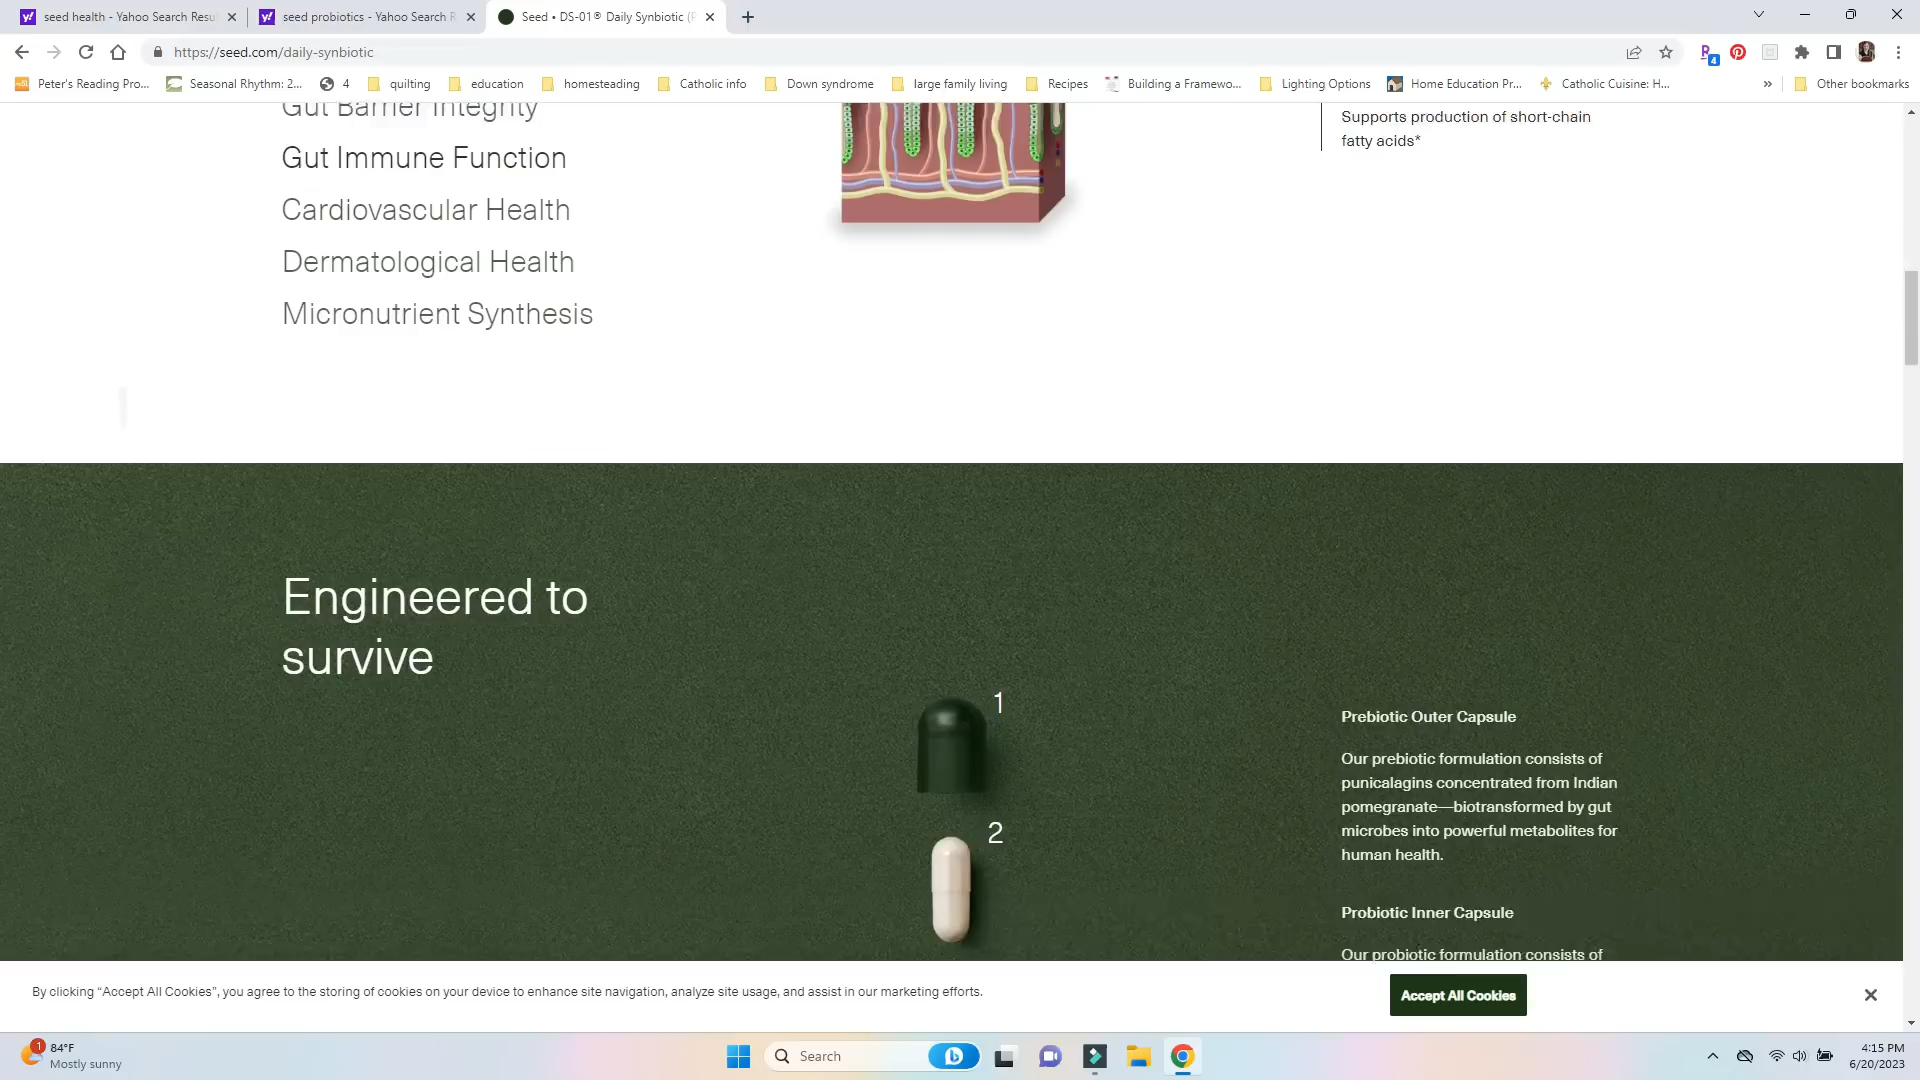 seed health - Yahoo Search Resu
seed probiotics - Yahoo Search R
Seed • DS-01® Daily Synbiotic (P
https://seed.com/daily-synbiotic
4
Peter's Reading Pro...
Seasonal Rhythm: 2...
4
quilting
education
homesteading
Catholic info
Down syndrome
large family living
Recipes
Building a Framewo...
Lighting Options
Home Education Pr...
Catholic Cuisine: H...
»
Other bookmarks
Gut Barrier Integrity
Gut Immune Function
Cardiovascular Health
Dermatological Health
Micronutrient Synthesis
Supports production of short-chain
fatty acids*
Engineered to
survive
1
2
Prebiotic Outer Capsule
Our prebiotic formulation consists of
punicalagins concentrated from Indian
pomegranate—biotransformed by gut
microbes into powerful metabolites for
human health.
Probiotic Inner Capsule
Our probiotic formulation consists of
By clicking “Accept All Cookies”, you agree to the storing of cookies on your device to enhance site navigation, analyze site usage, and assist in our marketing efforts.
Accept All Cookies
1
84°F
Mostly sunny
Search
4:15 PM
6/20/2023